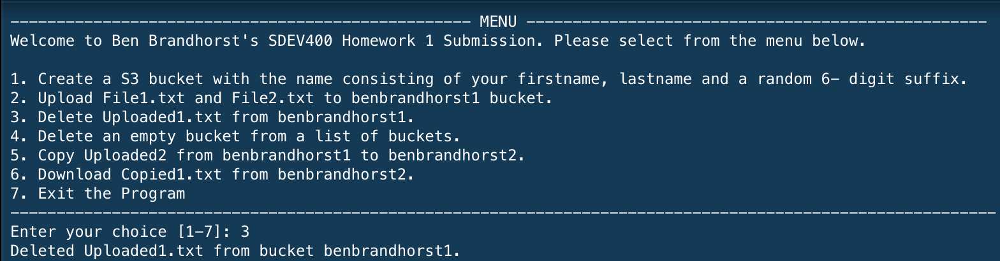 -------------------------------------------------- MENU --------------------------------------------------
Welcome to Ben Brandhorst's SDEV400 Homework 1 Submission. Please select from the menu below.
1. Create a S3 bucket with the name consisting of your firstname, lastname and a random 6- digit suffix.
2. Upload File1.txt and File2.txt to benbrandhorst1 bucket.
3. Delete Uploaded1.txt from benbrandhorst1.
4. Delete an empty bucket from a list of buckets.
5. Copy Uploaded2 from benbrandhorst1 to benbrandhorst2.
6. Download Copied1.txt from benbrandhorst2.
7. Exit the Program
-----------------------------------------------------------------------------------------------------------
Enter your choice [1-7]: 3
Deleted Uploaded1.txt from bucket benbrandhorst1.